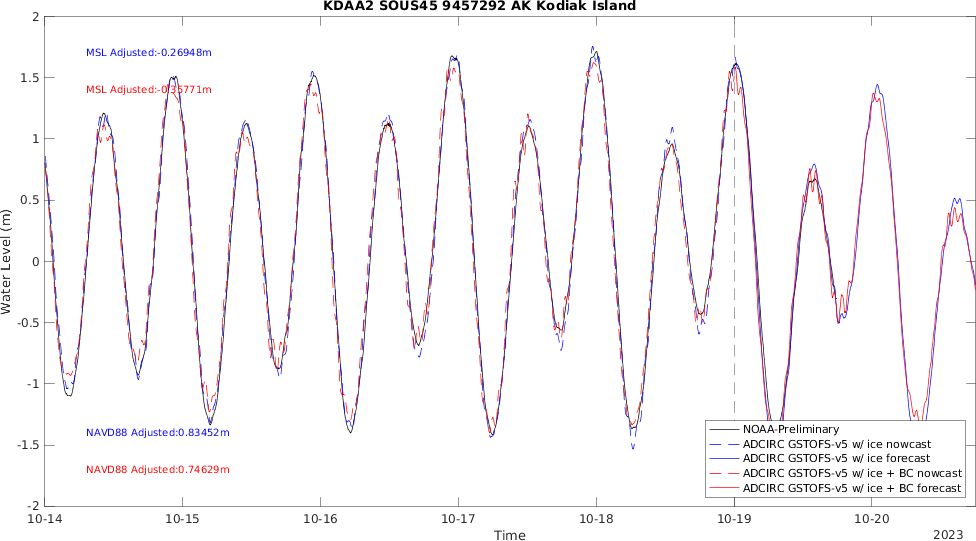 KDAA2 SOUS45 9457292 AK Kodiak Island
2
1.5
1
0.5
0
-0.5
-1
-1.5
-2
Water Level (m)
MSL Adjusted:-0.26948m
MSL Adjusted:-0.35771m
NAVD88 Adjusted:0.83452m
NAVD88 Adjusted:0.74629m
NOAA-Preliminary
ADCIRC GSTOFS-v5 w/ ice nowcast
ADCIRC GSTOFS-v5 w/ ice forecast
ADCIRC GSTOFS-v5 w/ ice + BC nowcast
ADCIRC GSTOFS-v5 w/ ice + BC forecast
10-14 10-15 10-16 10-17 10-18 10-19 10-20
Time
2023